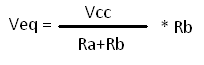 Vcc
Veq = ――― * Rb
Ra+Rb